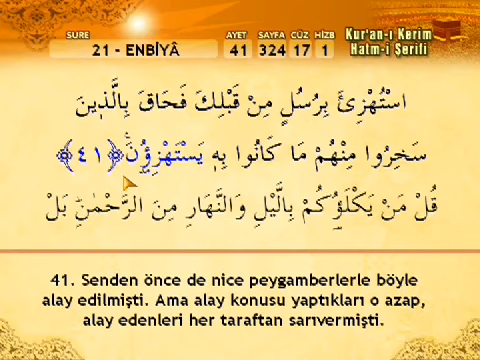 SURE AYET SAYFA CÜZ HİZB
21 - ENBİYÂ 41 324 17 1
Kur'an-ı Kerim
Hatm-i Şerifi
اسْتُهْزِئَ بِرُسُلٍ مِنْ قَبْلِكَ فَحَاقَ بِالَّذ۪ينَ
سَخِرُوا مِنْهُمْ مَا كَانُوا بِه۪ يَسْتَهْزِؤُ۫نَ۟ ﴿٤١﴾
قُلْ مَنْ يَكْلَؤُ۬كُمْ بِالَّيْلِ وَالنَّهَارِ مِنَ الرَّحْمٰنِۜ بَلْ
41. Senden önce de nice peygamberlerle böyle
alay edilmişti. Ama alay konusu yaptıkları o azap,
alay edenleri her taraftan sarıvermişti.